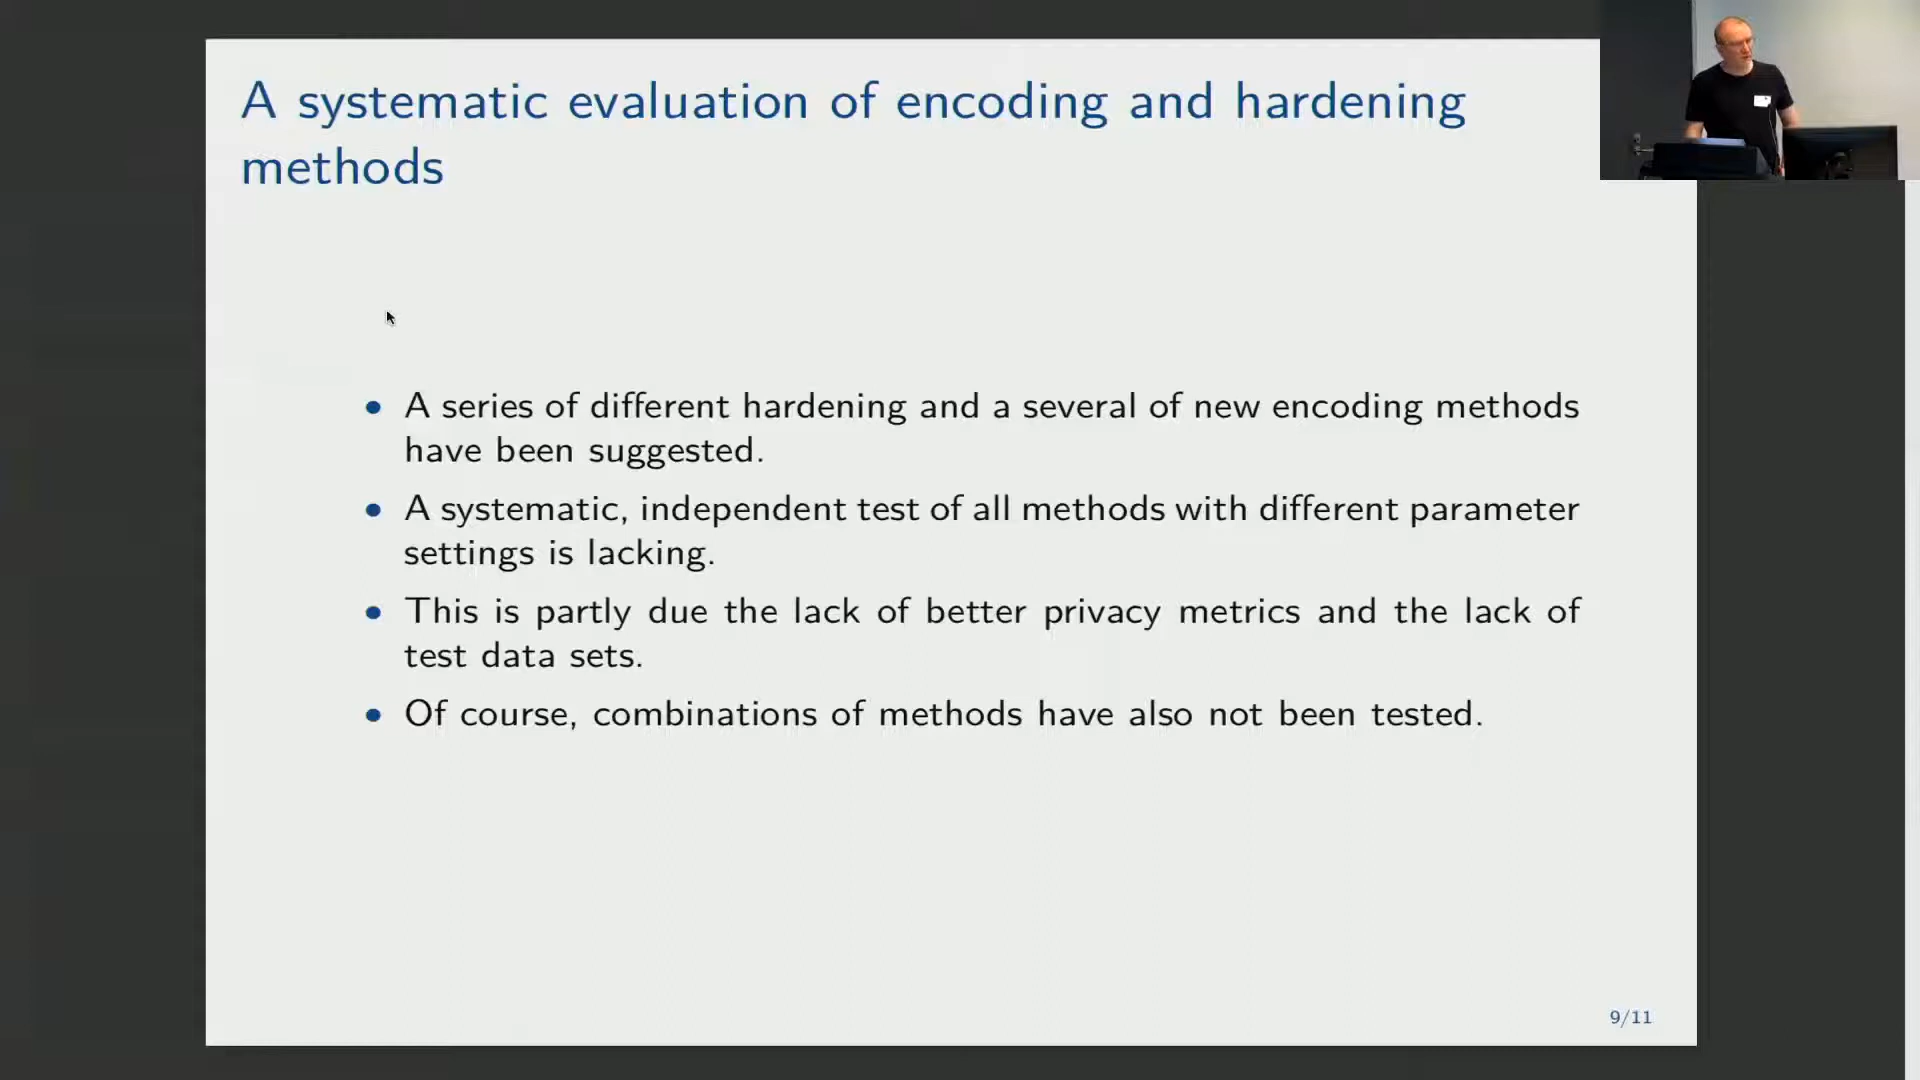 A systematic evaluation of encoding and hardening
methods
• A series of different hardening and a several of new encoding methods
have been suggested.
• A systematic, independent test of all methods with different parameter
settings is lacking.
• This is partly due the lack of better privacy metrics and the lack of
test data sets.
• Of course, combinations of methods have also not been tested.
9/11